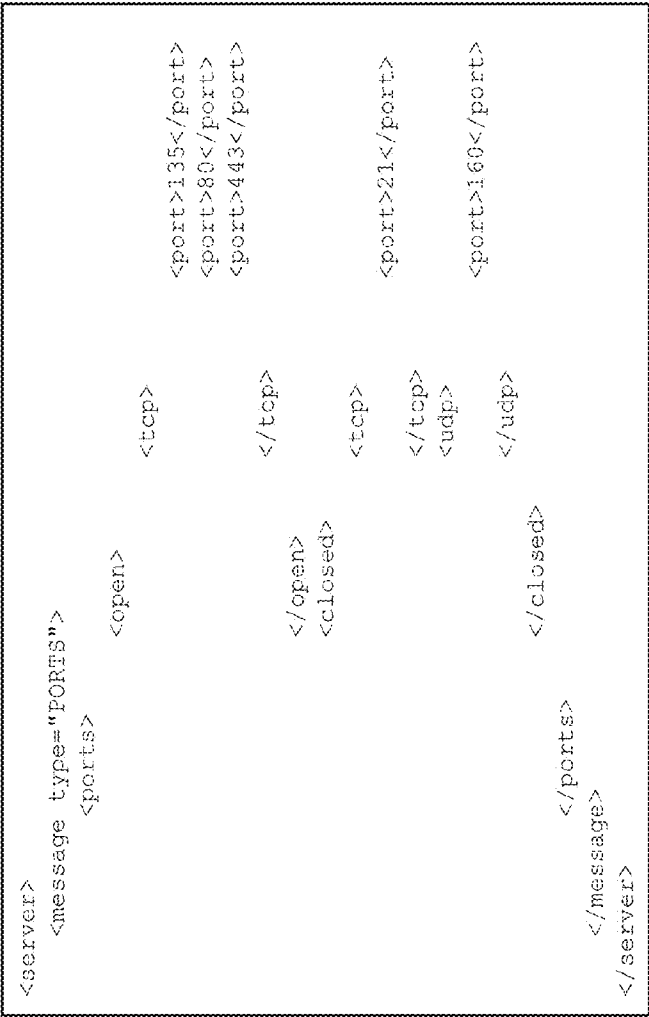 <server>
<message type="PORTS">
<ports>
<open>
<tcp>
<port>135</port>
<port>80</port>
<port>443</port>
</tcp>
</open>
<closed>
<tcp>
<port>21</port>
</tcp>
<udp>
<port>160</port>
</udp>
</closed>
</ports>
</message>
</server>